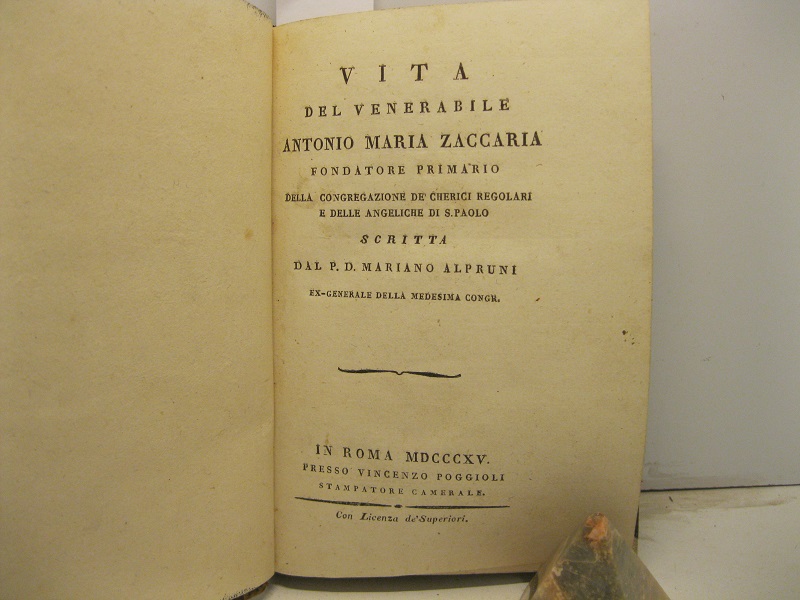 VITA
DEL VENERABILE
ANTONIO MARIA ZACCARIA
FONDATORE PRIMARIO
DELLA CONGREGAZIONE DE' CHERICI REGOLARI
E DELLE ANGELICHE DI S. PAOLO
SCRITTA
DAL P. D. MARIANO ALPRUNI
EX-GENERALE DELLA MEDESIMA CONGR.
IN ROMA MDCCCXV.
PRESSO VINCENZO POGGIOLI
STAMPATORE CAMERALE.
Con Licenza de' Superiori.